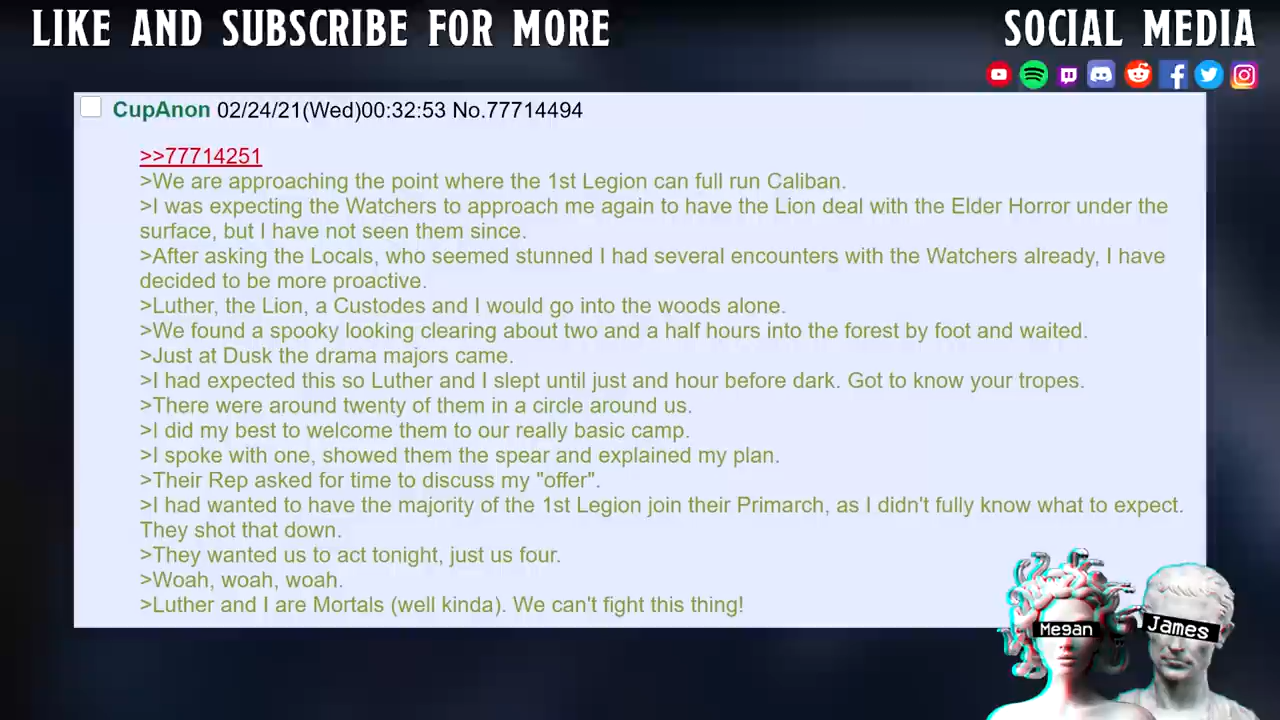 LIKE AND SUBSCRIBE FOR MORE
SOCIAL MEDIA
CupAnon 02/24/21(Wed)00:32:53 No.77714494
>>77714251
>We are approaching the point where the 1st Legion can full run Caliban.
>I was expecting the Watchers to approach me again to have the Lion deal with the Elder Horror under the
surface, but I have not seen them since.
>After asking the Locals, who seemed stunned I had several encounters with the Watchers already, I have
decided to be more proactive.
>Luther, the Lion, a Custodes and I would go into the woods alone.
>We found a spooky looking clearing about two and a half hours into the forest by foot and waited.
>Just at Dusk the drama majors came.
>I had expected this so Luther and I slept until just and hour before dark. Got to know your tropes.
>There were around twenty of them in a circle around us.
>I did my best to welcome them to our really basic camp.
>I spoke with one, showed them the spear and explained my plan.
>Their Rep asked for time to discuss my "offer".
>I had wanted to have the majority of the 1st Legion join their Primarch, as I didn't fully know what to expect.
They shot that down.
>They wanted us to act tonight, just us four.
>Woah, woah, woah.
>Luther and I are Mortals (well kinda). We can't fight this thing!
Megan
James